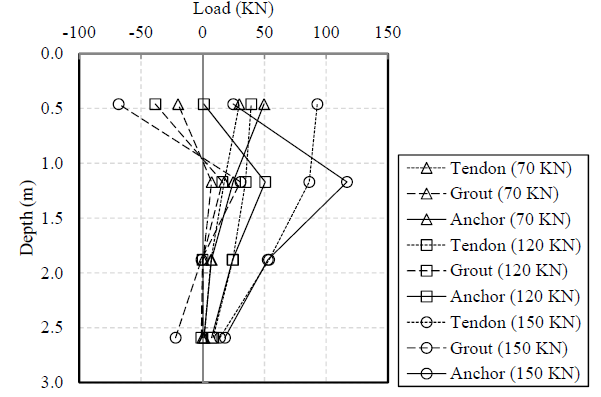 Load (KN)
-100 -50 0 50 100 150
0.0
0.5
1.0
1.5
2.0
2.5
3.0
Depth (m)
Tendon (70 KN)
Grout (70 KN)
Anchor (70 KN)
Tendon (120 KN)
Grout (120 KN)
Anchor (120 KN)
Tendon (150 KN)
Grout (150 KN)
Anchor (150 KN)